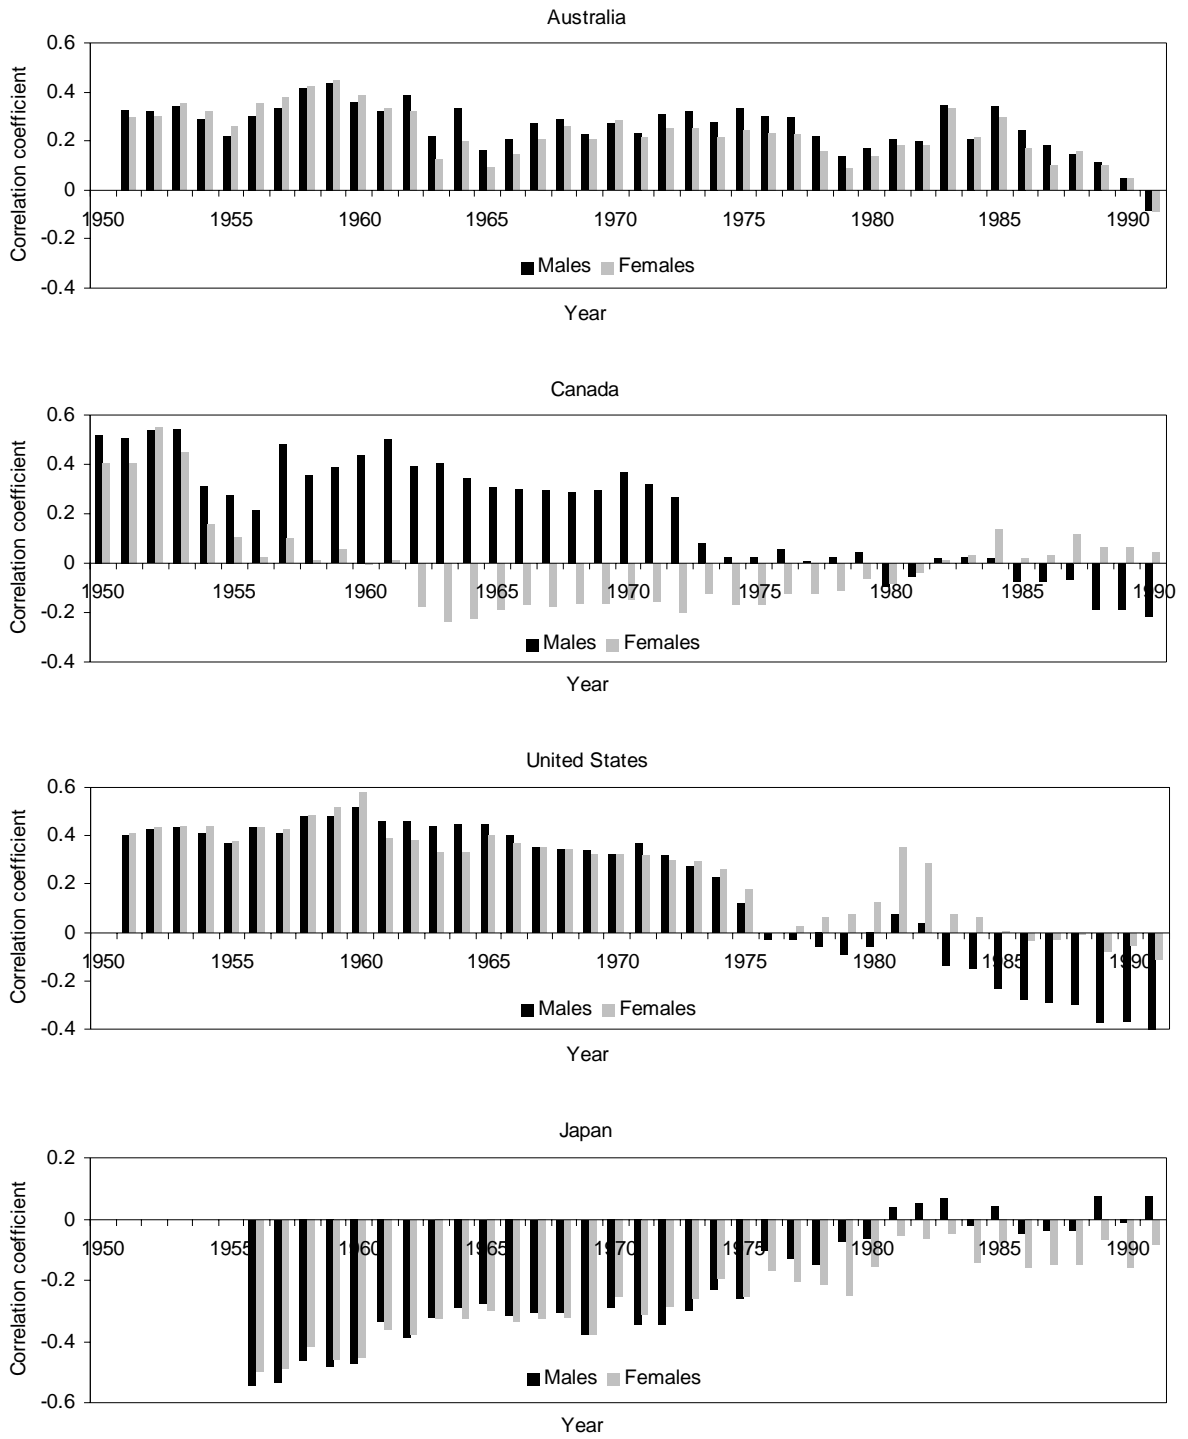 Australia
0.6
0.4
0.2
0
-0.2
-0.4
Correlation coefficient
1950 1955 1960 1965 1970 1975 1980 1985 1990
Males Females
Year
Canada
0.6
0.4
0.2
0
-0.2
-0.4
Correlation coefficient
1950 1955 1960 1965 1970 1975 1980 1985 1990
Males Females
Year
United States
0.6
0.4
0.2
0
-0.2
-0.4
Correlation coefficient
1950 1955 1960 1965 1970 1975 1980 1985 1990
Males Females
Year
Japan
0.2
0
-0.2
-0.4
-0.6
Correlation coefficient
1950 1955 1960 1965 1970 1975 1980 1985 1990
Males Females
Year